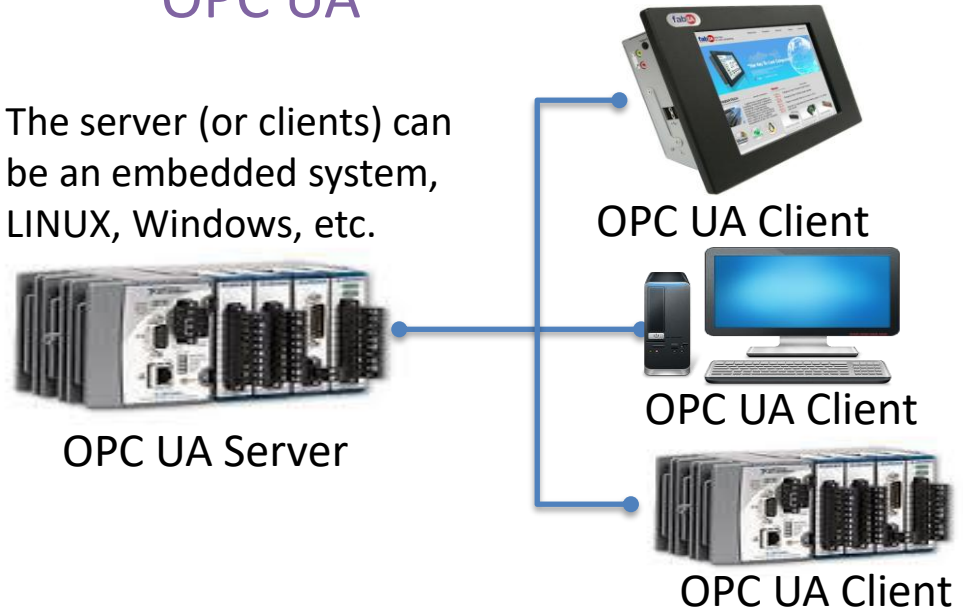 OPC UA
The server (or clients) can
be an embedded system,
LINUX, Windows, etc.
fabUA
OPC UA Client
OPC UA Client
OPC UA Server
OPC UA Client